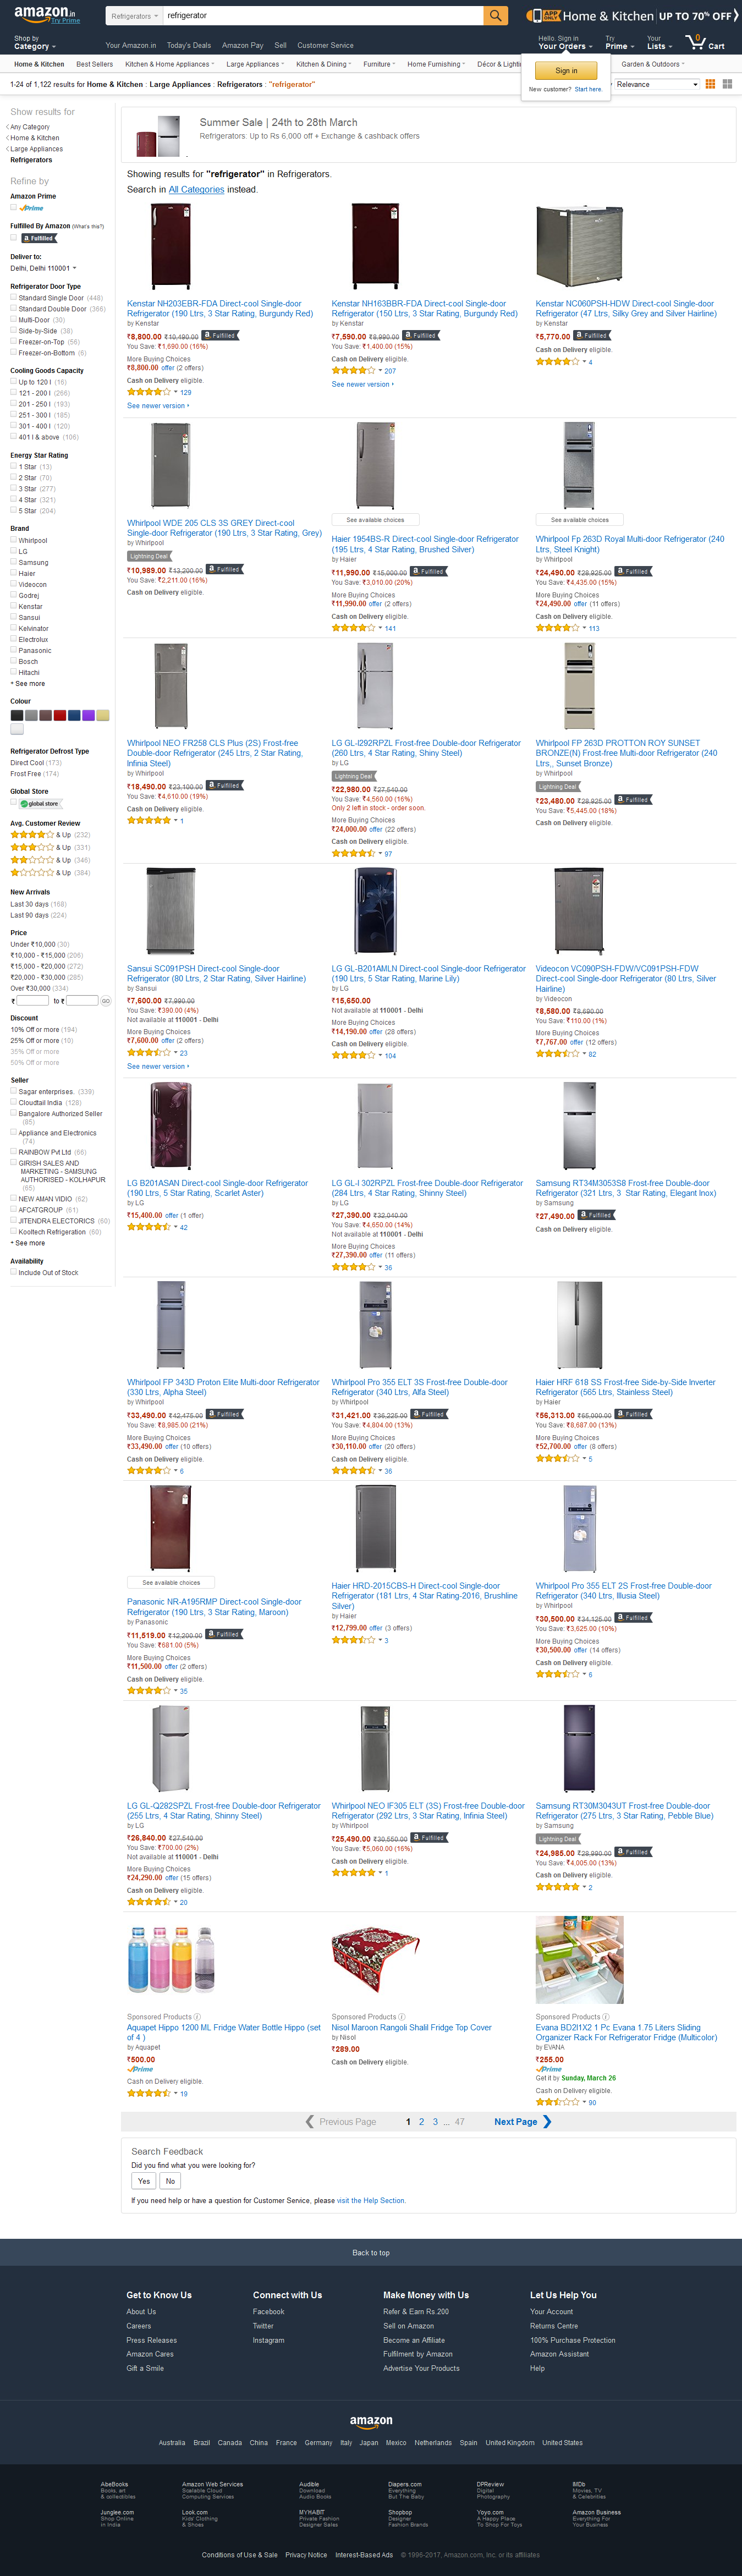 amazon.in
Try Prime
Refrigerators
refrigerator
APP ONLY
Home & Kitchen | UP TO 70% OFF
Shop by
Category
Your Amazon.in
Today's Deals
Amazon Pay
Sell
Customer Service
Hello. Sign in
Your Orders
Try
Prime
Your
Lists
0
Cart
Home & Kitchen
Best Sellers
Kitchen & Home Appliances
Large Appliances
Kitchen & Dining
Furniture
Home Furnishing
Décor & Lighti
Garden & Outdoors
Sign in
New customer? Start here.
1-24 of 1,122 results for Home & Kitchen : Large Appliances : Refrigerators : "refrigerator"
Relevance
Show results for
Any Category
Home & Kitchen
Large Appliances
Refrigerators
Refine by
Amazon Prime
Prime
Fulfilled By Amazon (What's this?)
Fulfilled
Deliver to:
Delhi, Delhi 110001
Refrigerator Door Type
Standard Single Door (448)
Standard Double Door (366)
Multi-Door (30)
Side-by-Side (38)
Freezer-on-Top (56)
Freezer-on-Bottom (6)
Cooling Goods Capacity
Up to 120 l (16)
121 - 200 l (266)
201 - 250 l (193)
251 - 300 l (185)
301 - 400 l (120)
401 l & above (106)
Energy Star Rating
1 Star (13)
2 Star (70)
3 Star (277)
4 Star (321)
5 Star (204)
Brand
Whirlpool
LG
Samsung
Haier
Videocon
Godrej
Kenstar
Sansui
Kelvinator
Electrolux
Panasonic
Bosch
Hitachi
See more
Colour
Refrigerator Defrost Type
Direct Cool (173)
Frost Free (174)
Global Store
global store
Avg. Customer Review
& Up (232)
& Up (331)
& Up (346)
& Up (384)
New Arrivals
Last 30 days (168)
Last 90 days (224)
Price
Under ₹10,000 (30)
₹10,000 - ₹15,000 (206)
₹15,000 - ₹20,000 (272)
₹20,000 - ₹30,000 (285)
Over ₹30,000 (334)
₹ to ₹ GO
Discount
10% Off or more (194)
25% Off or more (10)
35% Off or more
50% Off or more
Seller
Sagar enterprises. (339)
Cloudtail India (128)
Bangalore Authorized Seller
(85)
Appliance and Electronics
(74)
RAINBOW Pvt Ltd (66)
GIRISH SALES AND
MARKETING - SAMSUNG
AUTHORISED - KOLHAPUR
(65)
NEW AMAN VIDIO (62)
AFCATGROUP (61)
JITENDRA ELECTORICS (60)
Kooltech Refrigeration (60)
See more
Availability
Include Out of Stock
Summer Sale | 24th to 28th March
Refrigerators: Up to Rs 6,000 off + Exchange & cashback offers
Showing results for "refrigerator" in Refrigerators.
Search in All Categories instead.
Kenstar NH203EBR-FDA Direct-cool Single-door
Refrigerator (190 Ltrs, 3 Star Rating, Burgundy Red)
by Kenstar
₹8,800.00 ₹10,490.00 Fulfilled
You Save: ₹1,690.00 (16%)
More Buying Choices
₹8,800.00 offer (2 offers)
Cash on Delivery eligible.
129
See newer version
Kenstar NH163BBR-FDA Direct-cool Single-door
Refrigerator (150 Ltrs, 3 Star Rating, Burgundy Red)
by Kenstar
₹7,590.00 ₹8,990.00 Fulfilled
You Save: ₹1,400.00 (15%)
Cash on Delivery eligible.
207
See newer version
Kenstar NC060PSH-HDW Direct-cool Single-door
Refrigerator (47 Ltrs, Silky Grey and Silver Hairline)
by Kenstar
₹5,770.00 Fulfilled
Cash on Delivery eligible.
4
Whirlpool WDE 205 CLS 3S GREY Direct-cool
Single-door Refrigerator (190 Ltrs, 3 Star Rating, Grey)
by Whirlpool
Lightning Deal
₹10,989.00 ₹13,200.00 Fulfilled
You Save: ₹2,211.00 (16%)
Cash on Delivery eligible.
See available choices
Haier 1954BS-R Direct-cool Single-door Refrigerator
(195 Ltrs, 4 Star Rating, Brushed Silver)
by Haier
₹11,990.00 ₹15,000.00 Fulfilled
You Save: ₹3,010.00 (20%)
More Buying Choices
₹11,990.00 offer (2 offers)
Cash on Delivery eligible.
141
See available choices
Whirlpool Fp 263D Royal Multi-door Refrigerator (240
Ltrs, Steel Knight)
by Whirlpool
₹24,490.00 ₹28,925.00 Fulfilled
You Save: ₹4,435.00 (15%)
More Buying Choices
₹24,490.00 offer (11 offers)
Cash on Delivery eligible.
113
Whirlpool NEO FR258 CLS Plus (2S) Frost-free
Double-door Refrigerator (245 Ltrs, 2 Star Rating,
Infinia Steel)
by Whirlpool
₹18,490.00 ₹23,100.00 Fulfilled
You Save: ₹4,610.00 (19%)
Cash on Delivery eligible.
1
LG GL-I292RPZL Frost-free Double-door Refrigerator
(260 Ltrs, 4 Star Rating, Shiny Steel)
by LG
Lightning Deal
₹22,980.00 ₹27,540.00
You Save: ₹4,560.00 (16%)
Only 2 left in stock - order soon.
More Buying Choices
₹24,000.00 offer (22 offers)
Cash on Delivery eligible.
97
Whirlpool FP 263D PROTTON ROY SUNSET
BRONZE(N) Frost-free Multi-door Refrigerator (240
Ltrs,, Sunset Bronze)
by Whirlpool
Lightning Deal
₹23,480.00 ₹28,925.00 Fulfilled
You Save: ₹5,445.00 (18%)
Cash on Delivery eligible.
Sansui SC091PSH Direct-cool Single-door
Refrigerator (80 Ltrs, 2 Star Rating, Silver Hairline)
by Sansui
₹7,600.00 ₹7,990.00
You Save: ₹390.00 (4%)
Not available at 110001 - Delhi
More Buying Choices
₹7,600.00 offer (2 offers)
23
See newer version
LG GL-B201AMLN Direct-cool Single-door Refrigerator
(190 Ltrs, 5 Star Rating, Marine Lily)
by LG
₹15,650.00
Not available at 110001 - Delhi
More Buying Choices
₹14,190.00 offer (28 offers)
Cash on Delivery eligible.
104
Videocon VC090PSH-FDW/VC091PSH-FDW
Direct-cool Single-door Refrigerator (80 Ltrs, Silver
Hairline)
by Videocon
₹8,580.00 ₹8,690.00
You Save: ₹110.00 (1%)
More Buying Choices
₹7,767.00 offer (12 offers)
82
LG B201ASAN Direct-cool Single-door Refrigerator
(190 Ltrs, 5 Star Rating, Scarlet Aster)
by LG
₹15,400.00 offer (1 offer)
42
LG GL-I 302RPZL Frost-free Double-door Refrigerator
(284 Ltrs, 4 Star Rating, Shinny Steel)
by LG
₹27,390.00 ₹32,040.00
You Save: ₹4,650.00 (14%)
Not available at 110001 - Delhi
More Buying Choices
₹27,390.00 offer (11 offers)
36
Samsung RT34M3053S8 Frost-free Double-door
Refrigerator (321 Ltrs, 3 Star Rating, Elegant Inox)
by Samsung
₹27,490.00 Fulfilled
Cash on Delivery eligible.
Whirlpool FP 343D Proton Elite Multi-door Refrigerator
(330 Ltrs, Alpha Steel)
by Whirlpool
₹33,490.00 ₹42,475.00 Fulfilled
You Save: ₹8,985.00 (21%)
More Buying Choices
₹33,490.00 offer (10 offers)
Cash on Delivery eligible.
6
Whirlpool Pro 355 ELT 3S Frost-free Double-door
Refrigerator (340 Ltrs, Alfa Steel)
by Whirlpool
₹31,421.00 ₹36,225.00 Fulfilled
You Save: ₹4,804.00 (13%)
More Buying Choices
₹30,110.00 offer (20 offers)
Cash on Delivery eligible.
36
Haier HRF 618 SS Frost-free Side-by-Side Inverter
Refrigerator (565 Ltrs, Stainless Steel)
by Haier
₹56,313.00 ₹65,000.00 Fulfilled
You Save: ₹8,687.00 (13%)
More Buying Choices
₹52,700.00 offer (8 offers)
5
See available choices
Panasonic NR-A195RMP Direct-cool Single-door
Refrigerator (190 Ltrs, 3 Star Rating, Maroon)
by Panasonic
₹11,519.00 ₹12,200.00 Fulfilled
You Save: ₹681.00 (5%)
More Buying Choices
₹11,500.00 offer (2 offers)
Cash on Delivery eligible.
35
Haier HRD-2015CBS-H Direct-cool Single-door
Refrigerator (181 Ltrs, 4 Star Rating-2016, Brushline
Silver)
by Haier
₹12,799.00 offer (3 offers)
3
Whirlpool Pro 355 ELT 2S Frost-free Double-door
Refrigerator (340 Ltrs, Illusia Steel)
by Whirlpool
₹30,500.00 ₹34,125.00 Fulfilled
You Save: ₹3,625.00 (10%)
More Buying Choices
₹30,500.00 offer (14 offers)
Cash on Delivery eligible.
6
LG GL-Q282SPZL Frost-free Double-door Refrigerator
(255 Ltrs, 4 Star Rating, Shinny Steel)
by LG
₹26,840.00 ₹27,540.00
You Save: ₹700.00 (2%)
Not available at 110001 - Delhi
More Buying Choices
₹24,290.00 offer (15 offers)
Cash on Delivery eligible.
20
Whirlpool NEO IF305 ELT (3S) Frost-free Double-door
Refrigerator (292 Ltrs, 3 Star Rating, Infinia Steel)
by Whirlpool
₹25,490.00 ₹30,550.00 Fulfilled
You Save: ₹5,060.00 (16%)
Cash on Delivery eligible.
1
Samsung RT30M3043UT Frost-free Double-door
Refrigerator (275 Ltrs, 3 Star Rating, Pebble Blue)
by Samsung
Lightning Deal
₹24,985.00 ₹28,990.00 Fulfilled
You Save: ₹4,005.00 (13%)
Cash on Delivery eligible.
2
Sponsored Products
Aquapet Hippo 1200 ML Fridge Water Bottle Hippo (set
of 4 )
by Aquapet
₹500.00
Prime
Cash on Delivery eligible.
19
Sponsored Products
Nisol Maroon Rangoli Shalil Fridge Top Cover
by Nisol
₹289.00
Cash on Delivery eligible.
Sponsored Products
Evana BD2I1X2 1 Pc Evana 1.75 Liters Sliding
Organizer Rack For Refrigerator Fridge (Multicolor)
by EVANA
₹255.00
Prime
Get it by Sunday, March 26
Cash on Delivery eligible.
90
Previous Page 1 2 3 ... 47 Next Page
Search Feedback
Did you find what you were looking for?
Yes No
If you need help or have a question for Customer Service, please visit the Help Section.
Back to top
Get to Know Us
About Us
Careers
Press Releases
Amazon Cares
Gift a Smile
Connect with Us
Facebook
Twitter
Instagram
Make Money with Us
Refer & Earn Rs.200
Sell on Amazon
Become an Affiliate
Fulfilment by Amazon
Advertise Your Products
Let Us Help You
Your Account
Returns Centre
100% Purchase Protection
Amazon Assistant
Help
amazon
Australia Brazil Canada China France Germany Italy Japan Mexico Netherlands Spain United Kingdom United States
AbeBooks
Books, art
& collectibles
Amazon Web Services
Scalable Cloud
Computing Services
Audible
Download
Audio Books
Diapers.com
Everything
But The Baby
DPReview
Digital
Photography
IMDb
Movies, TV
& Celebrities
Junglee.com
Shop Online
in India
Look.com
Kids' Clothing
& Shoes
MYHABIT
Private Fashion
Designer Sales
Shopbop
Designer
Fashion Brands
Yoyo.com
A Happy Place
To Shop For Toys
Amazon Business
Everything For
Your Business
Conditions of Use & Sale Privacy Notice Interest-Based Ads © 1996-2017, Amazon.com, Inc. or its affiliates